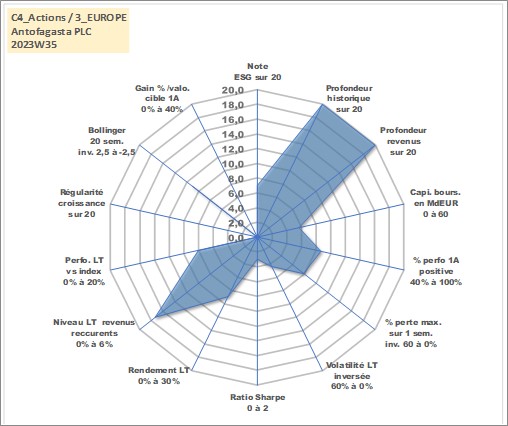 C4_Actions / 3_EUROPE
Antofagasta PLC
2023W35
Note
ESG sur 20
Profondeur
historique
sur 20
Profondeur
revenus
sur 20
Capi. bours.
en MdEUR
0 à 60
% perfo 1A
positive
40% à 100%
% perte max.
sur 1 sem.
inv. 60 à 0%
Volatilité LT
inversée
60% à 0%
Ratio Sharpe
0 à 2
Rendement LT
0% à 30%
Niveau LT revenus
reccurents
0% à 6%
Perfo. LT
vs index
0% à 20%
Régularité
croissance
sur 20
Bollinger
20 sem.
inv. 2,5 à -2,5
Gain % /valo.
cible 1A
0% à 40%
20,0
18,0
16,0
14,0
12,0
10,0
8,0
6,0
4,0
2,0
0,0